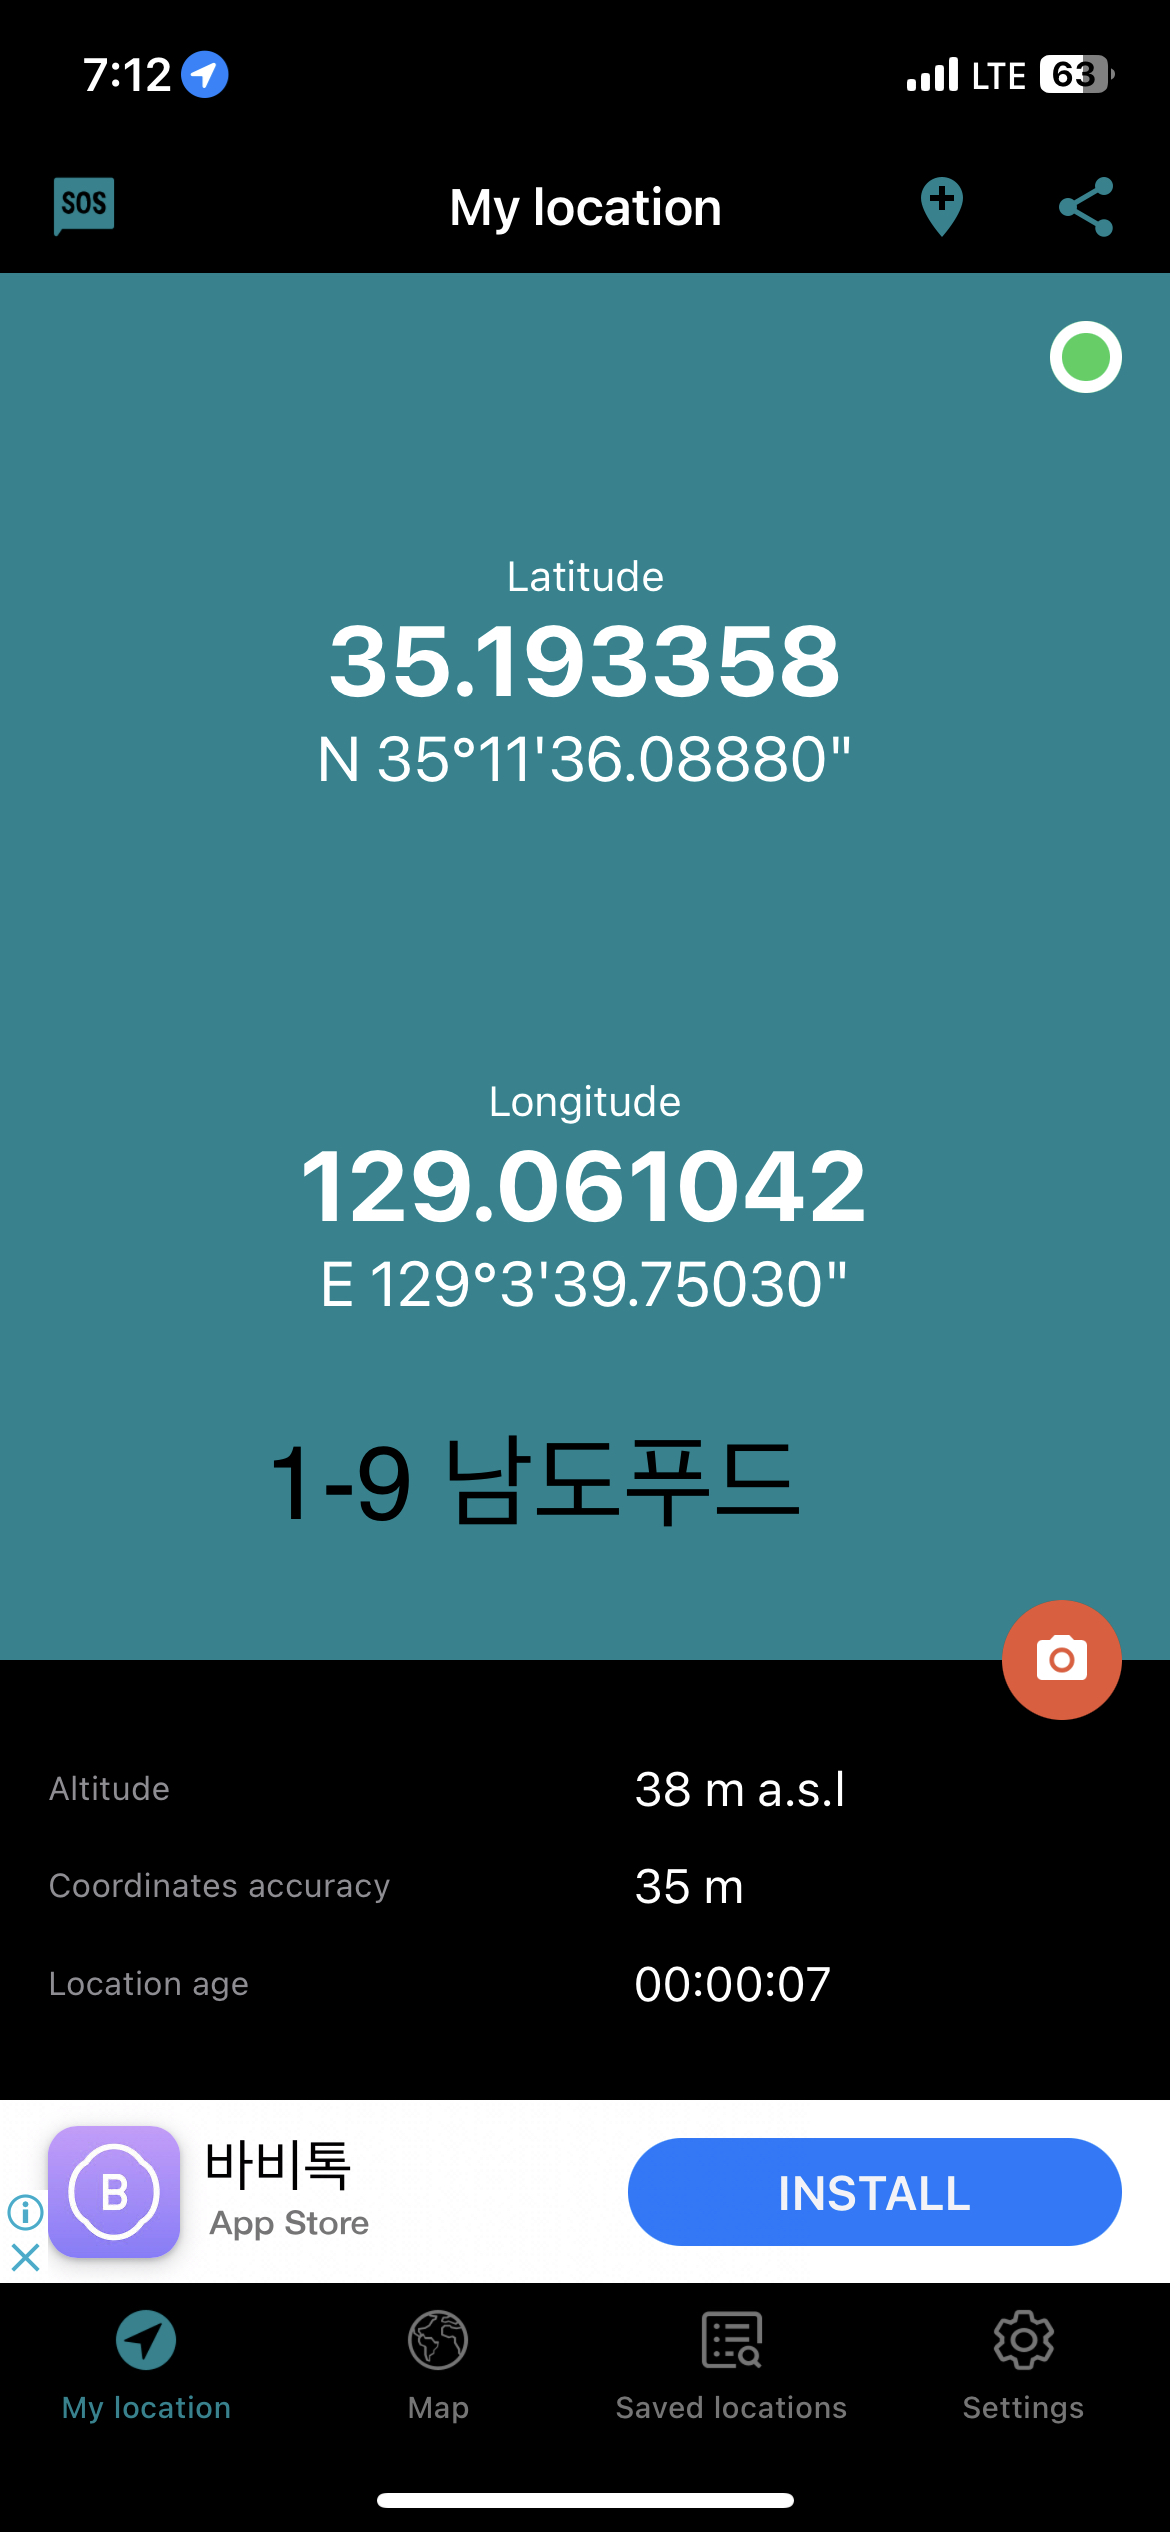 7:12
LTE 63
SOS
My location
Latitude
35.193358
N 35°11'36.08880"
Longitude
129.061042
E 129°3'39.75030"
1-9 남도푸드
Altitude 38 m a.s.l
Coordinates accuracy 35 m
Location age 00:00:07
B
바비톡
App Store
INSTALL
My location Map Saved locations Settings